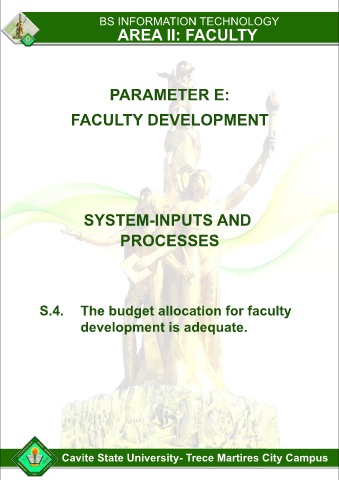 BS INFORMATION TECHNOLOGY
AREA II: FACULTY
PARAMETER E:
FACULTY DEVELOPMENT
SYSTEM-INPUTS AND
PROCESSES
S.4. The budget allocation for faculty
development is adequate.
Cavite State University- Trece Martires City Campus